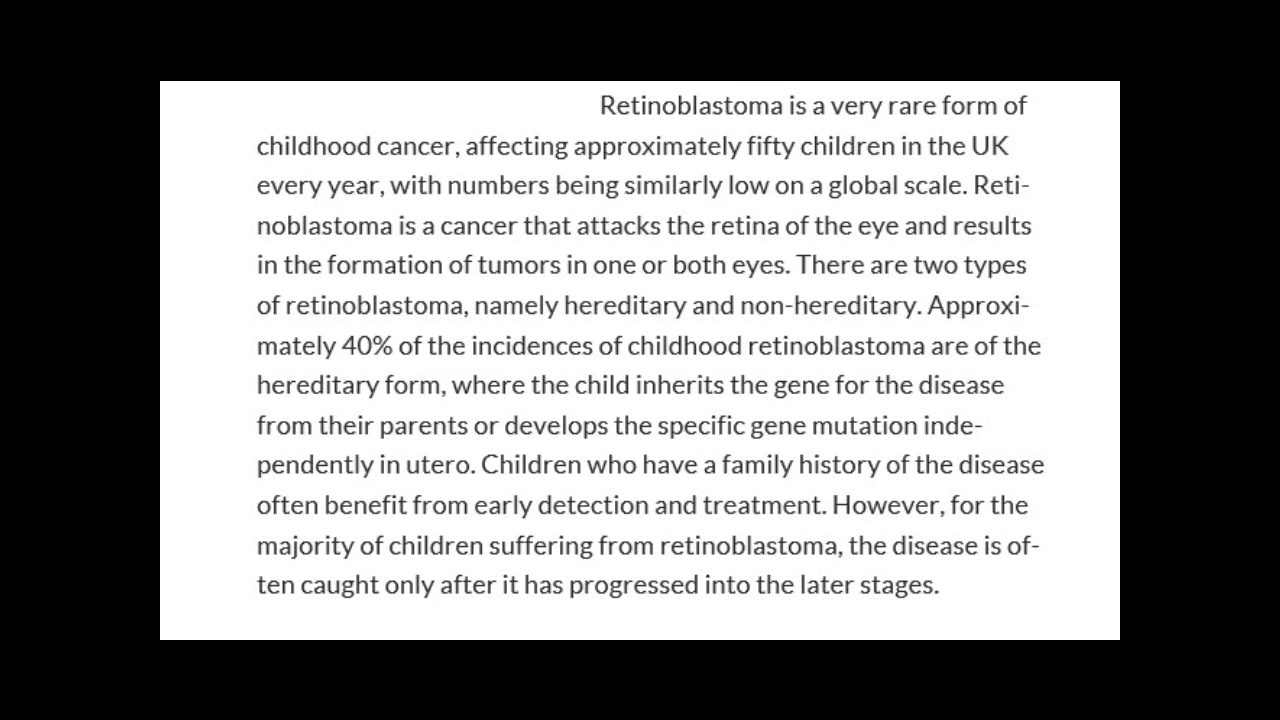 Retinoblastoma is a very rare form of
childhood cancer, affecting approximately fifty children in the UK
every year, with numbers being similarly low on a global scale. Reti-
noblastoma is a cancer that attacks the retina of the eye and results
in the formation of tumors in one or both eyes. There are two types
of retinoblastoma, namely hereditary and non-hereditary. Approxi-
mately 40% of the incidences of childhood retinoblastoma are of the
hereditary form, where the child inherits the gene for the disease
from their parents or develops the specific gene mutation inde-
pendently in utero. Children who have a family history of the disease
often benefit from early detection and treatment. However, for the
majority of children suffering from retinoblastoma, the disease is of-
ten caught only after it has progressed into the later stages.